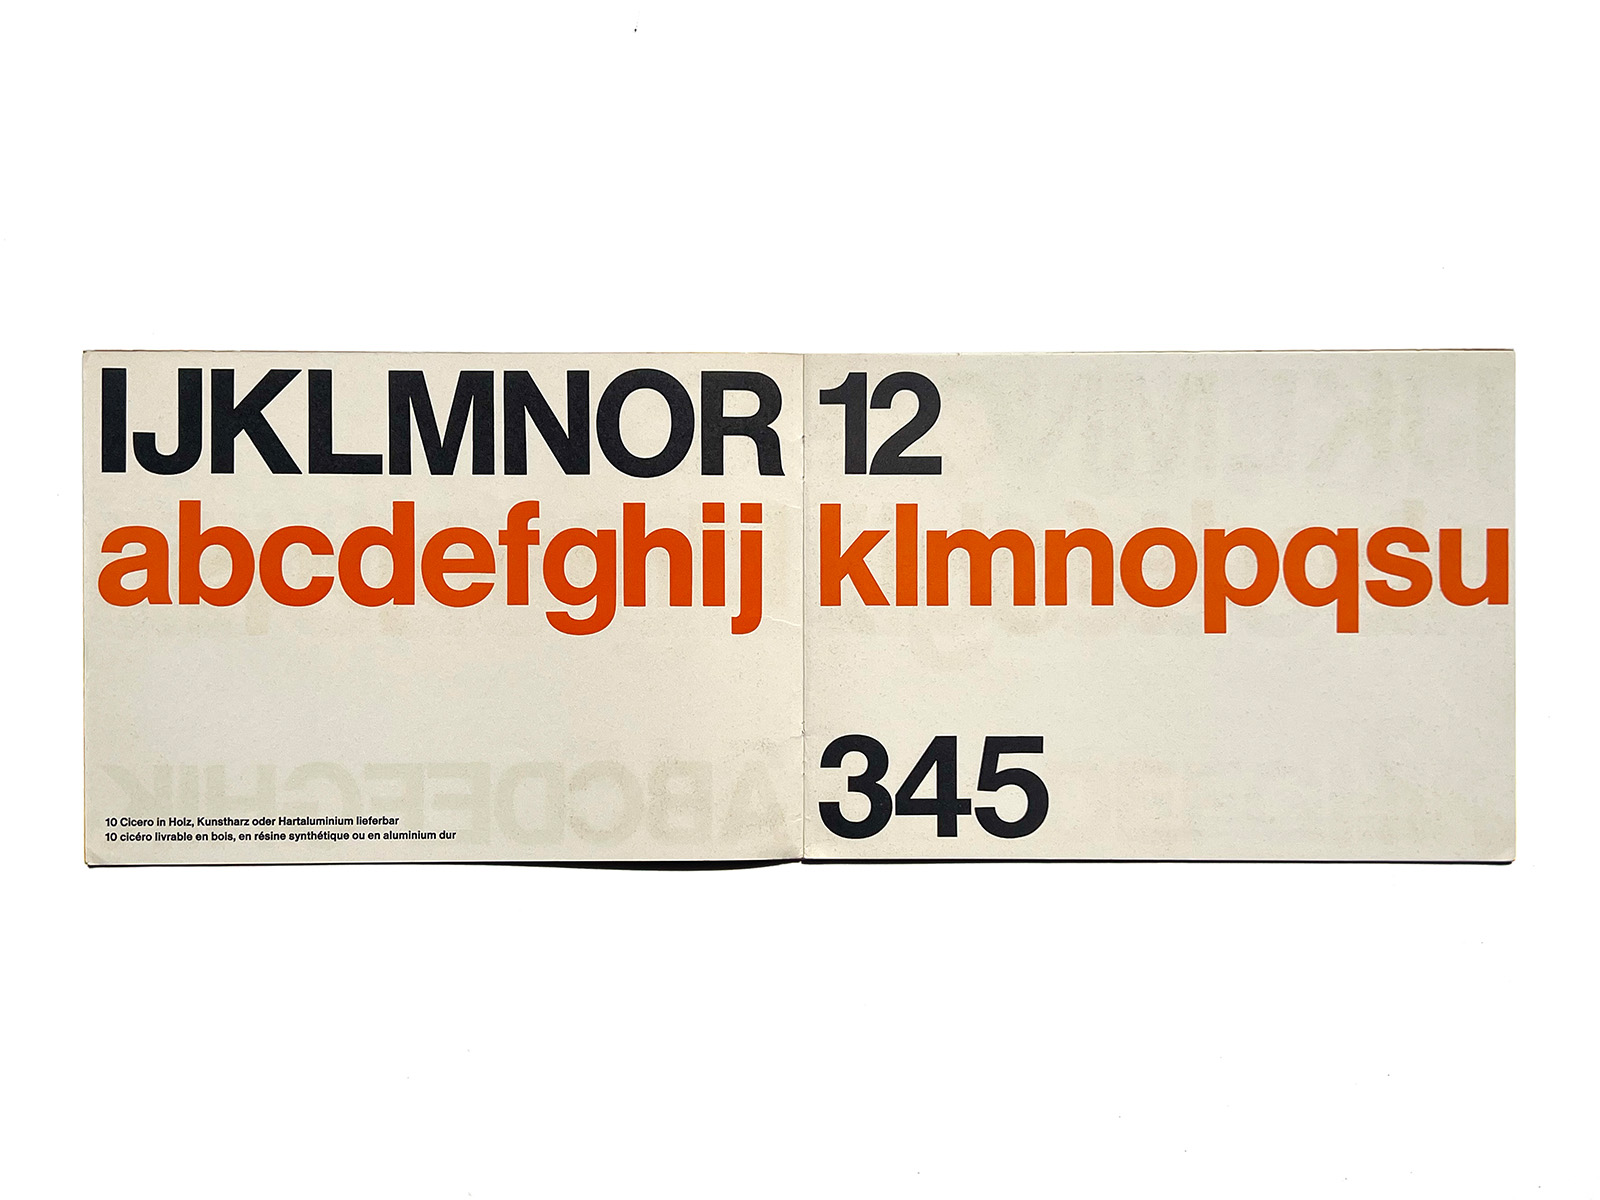 IJKLMNOR
abcdefghij
10 Cicero in Holz, Kunstharz oder Hartaluminium lieferbar
10 cicéro livrable en bois, en résine synthétique ou en aluminium dur
12
klmnopqsu
345